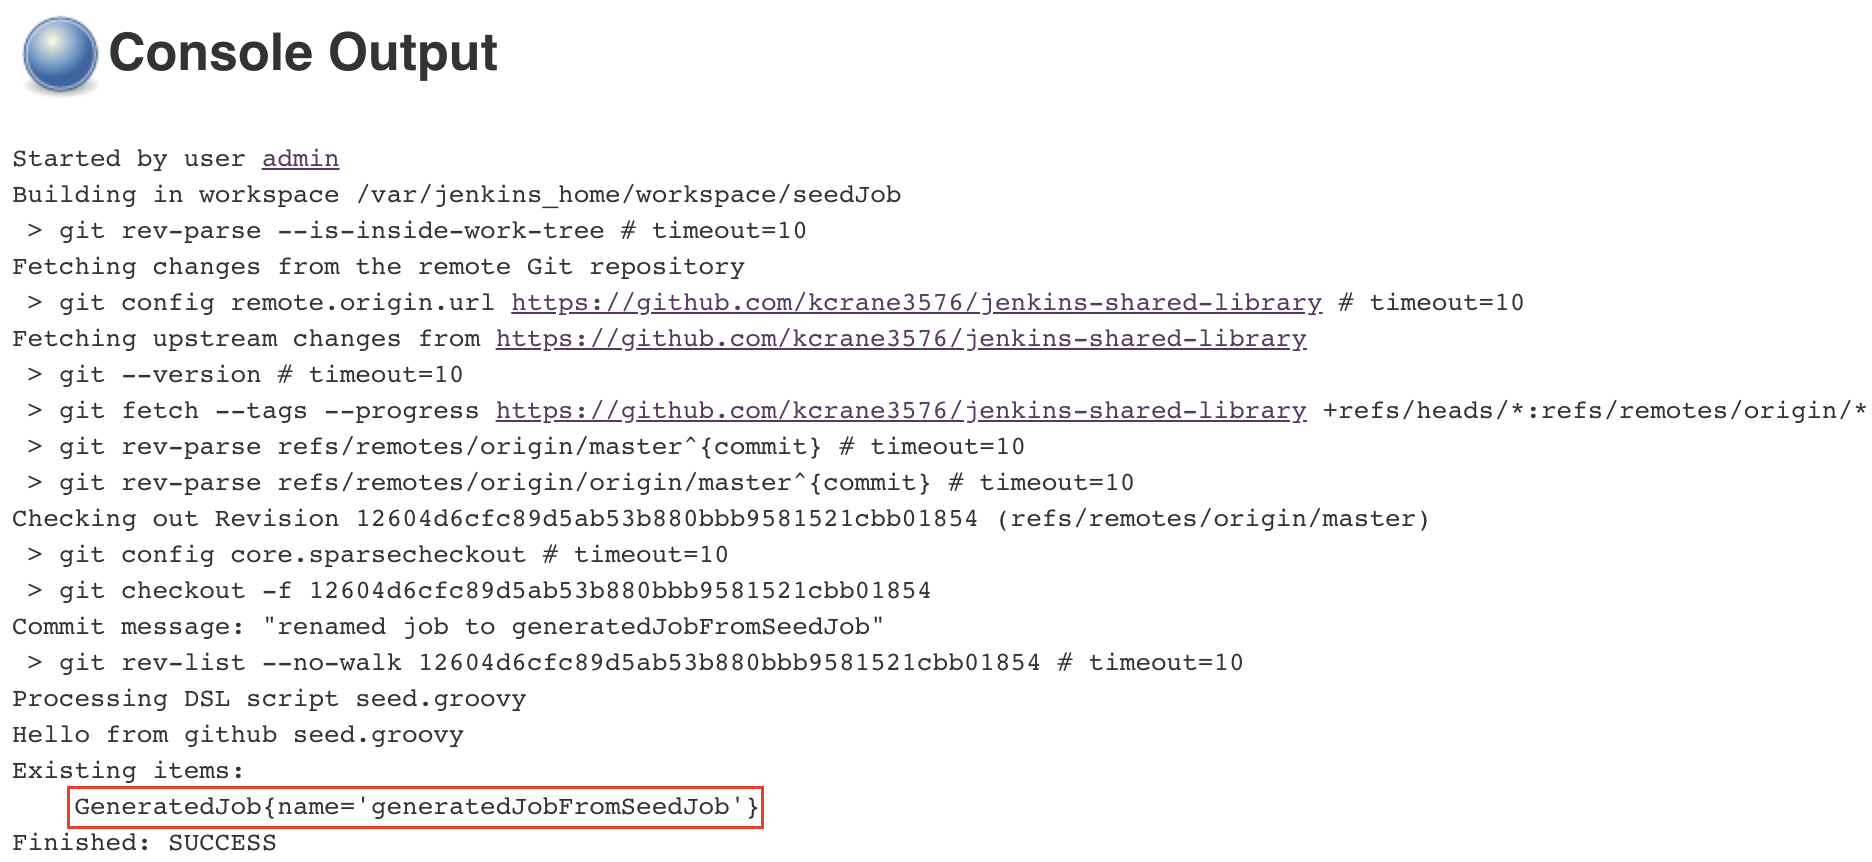 Console Output
Started by user admin
Building in workspace /var/jenkins_home/workspace/seedJob
 > git rev-parse --is-inside-work-tree # timeout=10
Fetching changes from the remote Git repository
 > git config remote.origin.url https://github.com/kcrane3576/jenkins-shared-library # timeout=10
Fetching upstream changes from https://github.com/kcrane3576/jenkins-shared-library
 > git --version # timeout=10
 > git fetch --tags --progress https://github.com/kcrane3576/jenkins-shared-library +refs/heads/*:refs/remotes/origin/*
 > git rev-parse refs/remotes/origin/master^{commit} # timeout=10
 > git rev-parse refs/remotes/origin/origin/master^{commit} # timeout=10
Checking out Revision 12604d6cfc89d5ab53b880bbb9581521cbb01854 (refs/remotes/origin/master)
 > git config core.sparsecheckout # timeout=10
 > git checkout -f 12604d6cfc89d5ab53b880bbb9581521cbb01854
Commit message: "renamed job to generatedJobFromSeedJob"
 > git rev-list --no-walk 12604d6cfc89d5ab53b880bbb9581521cbb01854 # timeout=10
Processing DSL script seed.groovy
Hello from github seed.groovy
Existing items:
    GeneratedJob{name='generatedJobFromSeedJob'}
Finished: SUCCESS